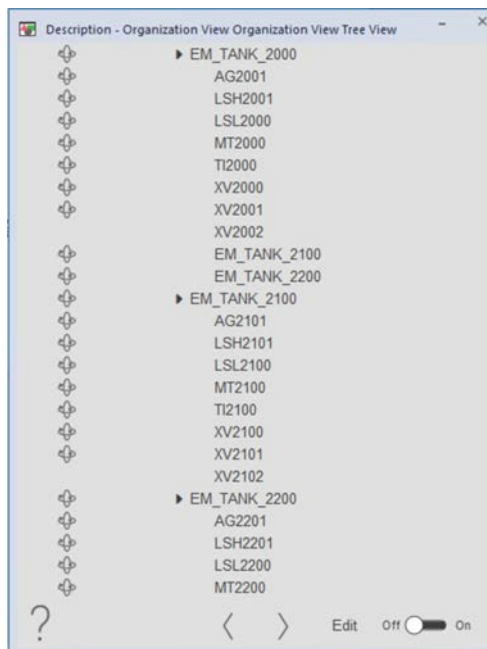 Description - Organization View Organization View Tree View
EM_TANK_2000
AG2001
LSH2001
LSL2000
MT2000
TI2000
XV2000
XV2001
XV2002
EM_TANK_2100
EM_TANK_2200
EM_TANK_2100
AG2101
LSH2101
LSL2100
MT2100
TI2100
XV2100
XV2101
XV2102
EM_TANK_2200
AG2201
LSH2201
LSL2200
MT2200
? < > Edit Off On